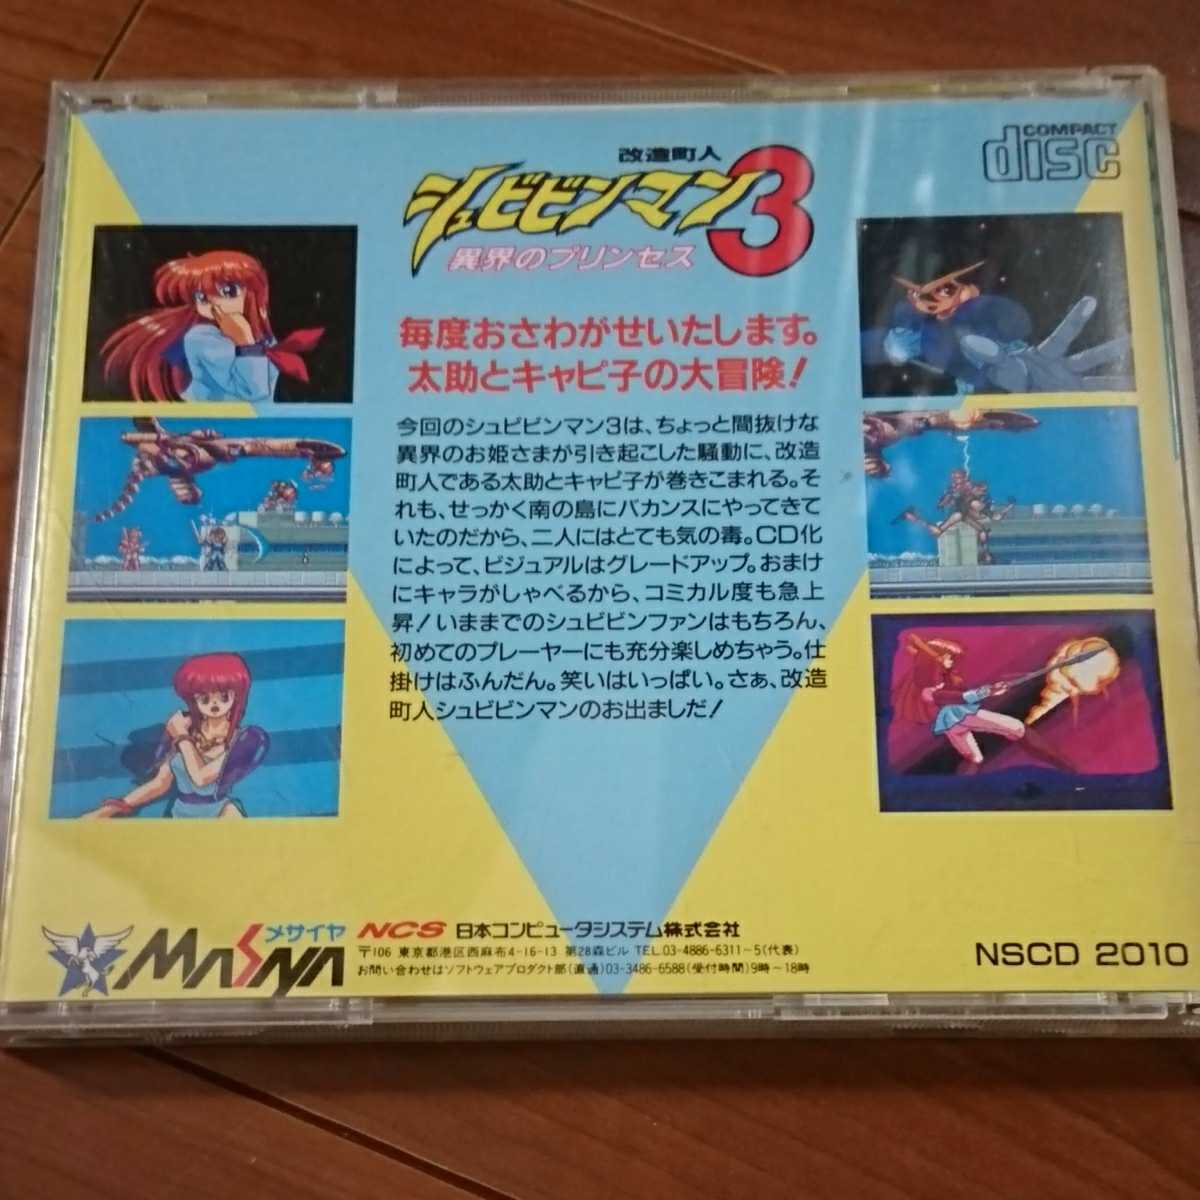 COMPACT
disc
改造町人
シュビビンマン3
異界のプリンセス
毎度おさわがせいたします。
太助とキャピ子の大冒険!
今回のシュビビンマン3は、ちょっと間抜けな
異界のお姫さまが引き起こした騒動に、改造
町人である太助とキャピ子が巻きこまれる。そ
れも、せっかく南の島にバカンスにやってきて
いたのだから、二人にはとても気の毒。CD化
によって、ビジュアルはグレードアップ。おまけ
にキャラがしゃべるから、コミカル度も急上
昇!いままでのシュビビンファンはもちろん、
初めてのプレーヤーにも充分楽しめちゃう。仕
掛けはふんだん。笑いはいっぱい。さぁ、改造
町人シュビビンマンのお出ましだ!
メサイヤ
MASAYA
NCS 日本コンピュータシステム株式会社
〒106 東京都港区西麻布4-16-13 第28森ビル TEL.03-4886-6311~5(代表)
お問い合わせはソフトウェアプロダクト部(直通)03-3486-6588(受付時間)9時~18時
NSCD 2010